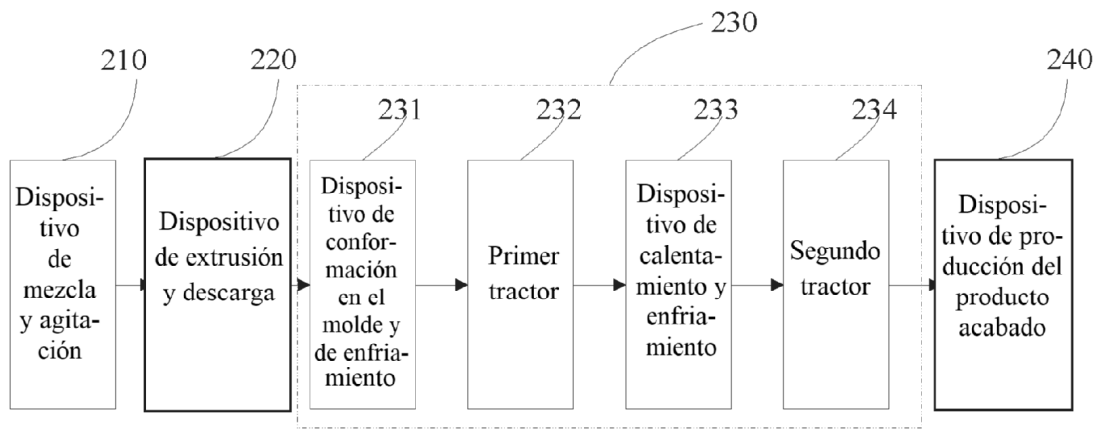 230
210
220
240
231
232
233
234
Disposi-
tivo
de
mezcla
y agita-
ción
Dispositivo
de extrusión
y descarga
Disposi-
tivo de
confor-
mación
en el
molde y
de enfria-
miento
Primer
tractor
Disposi-
tivo de
calenta-
miento y
enfria-
miento
Segundo
tractor
Disposi-
tivo de pro-
ducción del
producto
acabado